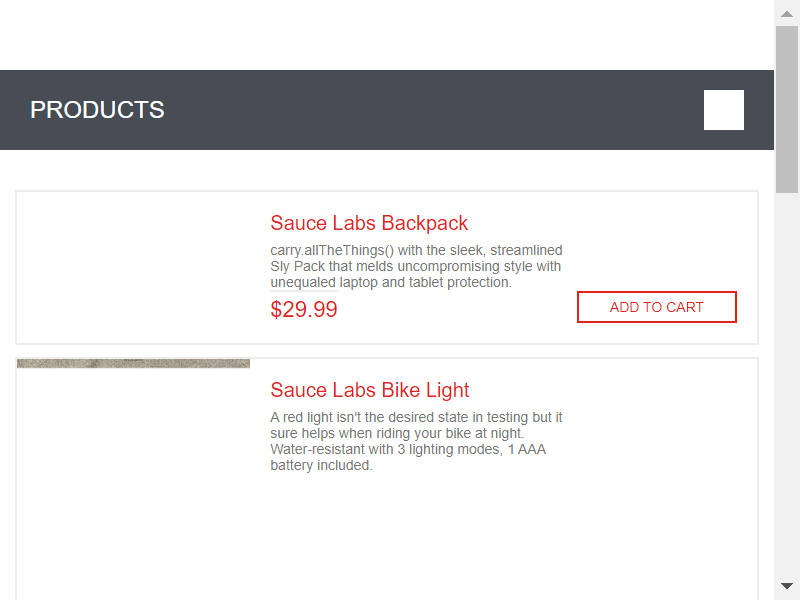 PRODUCTS
Sauce Labs Backpack
carry.allTheThings() with the sleek, streamlined
Sly Pack that melds uncompromising style with
unequaled laptop and tablet protection.
$29.99
ADD TO CART
Sauce Labs Bike Light
A red light isn't the desired state in testing but it
sure helps when riding your bike at night.
Water-resistant with 3 lighting modes, 1 AAA
battery included.